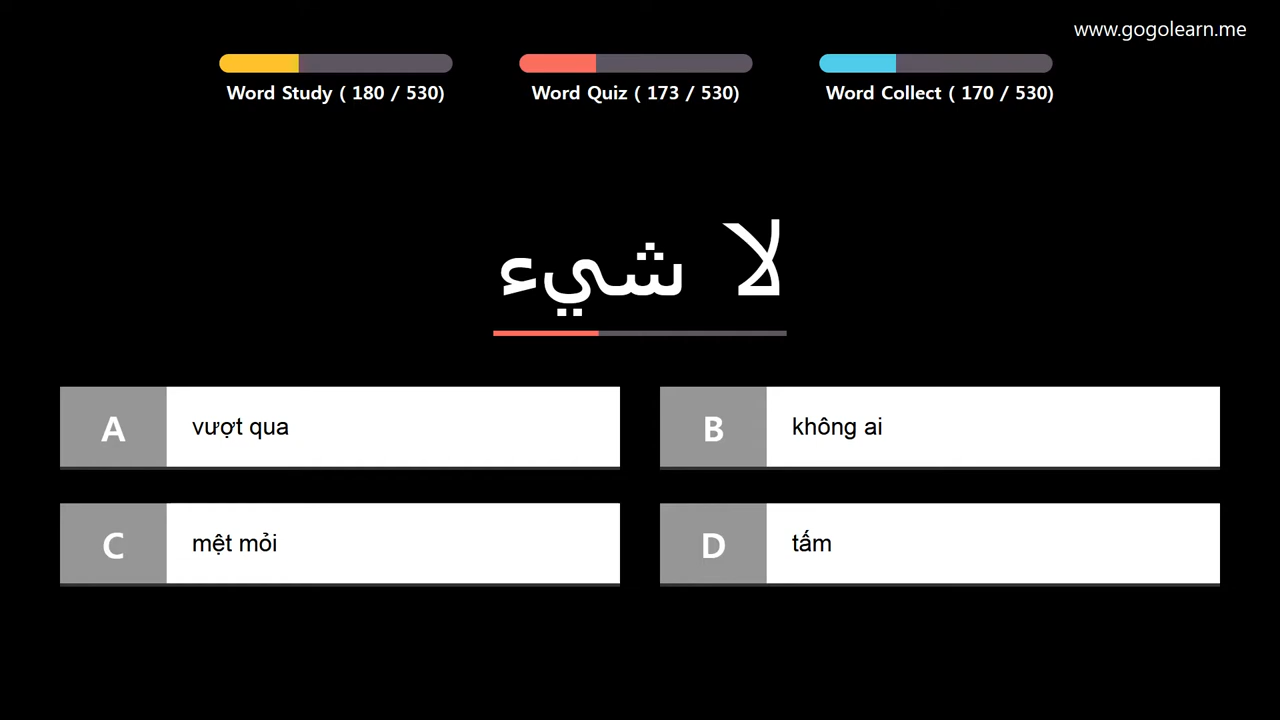 www.gogolearn.me
Word Study ( 180 / 530)
Word Quiz ( 173 / 530)
Word Collect ( 170 / 530)
لا شيء
A
vượt qua
B
không ai
C
mệt mỏi
D
tấm